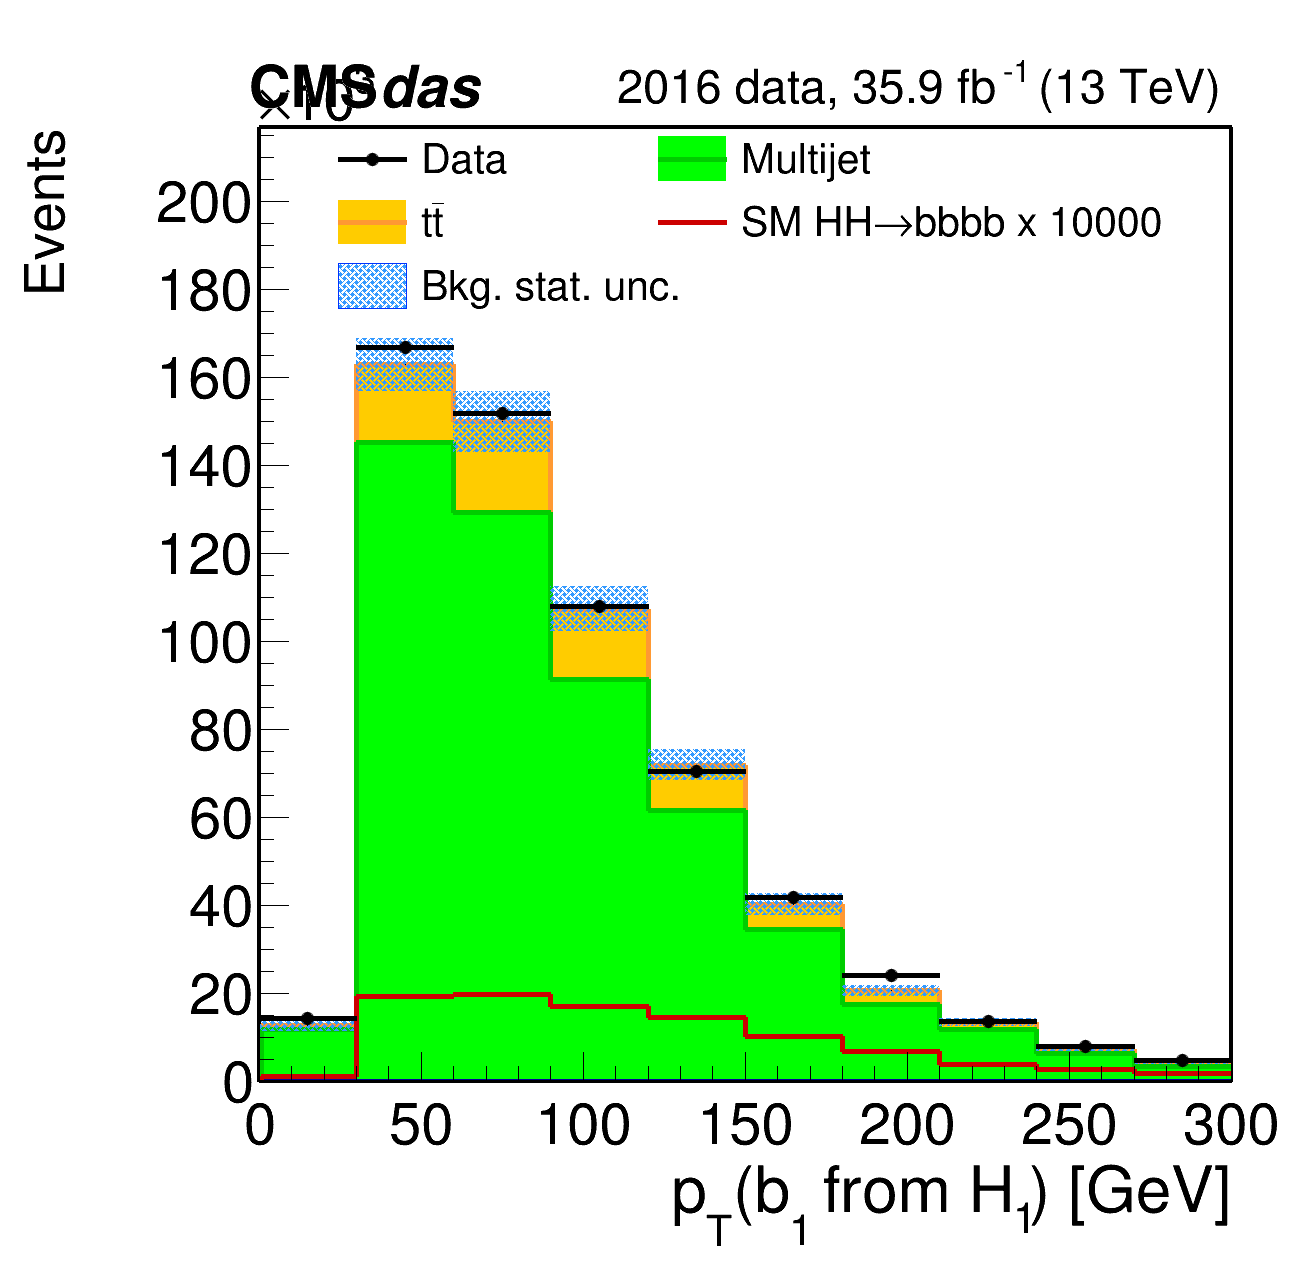 CMSdas
2016 data, 35.9 fb-1 (13 TeV)
Events
Data
Multijet
tt̄
SM HH→bbbb x 10000
Bkg. stat. unc.
200
180
160
140
120
100
80
60
40
20
0
0 50 100 150 200 250 300
pT(b1 from H1) [GeV]